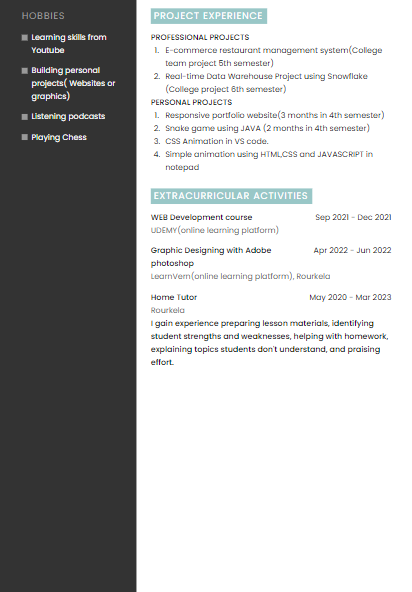 HOBBIES
Learning skills from
Youtube
Building personal
projects( Websites or
graphics)
Listening podcasts
Playing Chess
PROJECT EXPERIENCE
PROFESSIONAL PROJECTS
1. E-commerce restaurant management system(College
team project 5th semester)
2. Real-time Data Warehouse Project using Snowflake
(College project 6th semester)
PERSONAL PROJECTS
1. Responsive portfolio website(3 months in 4th semester)
2. Snake game using JAVA (2 months in 4th semester)
3. CSS Animation in VS code.
4. Simple animation using HTML,CSS and JAVASCRIPT in
notepad
EXTRACURRICULAR ACTIVITIES
WEB Development course Sep 2021 - Dec 2021
UDEMY(online learning platform)
Graphic Designing with Adobe Apr 2022 - Jun 2022
photoshop
LearnVern(online learning platform), Rourkela
Home Tutor May 2020 - Mar 2023
Rourkela
I gain experience preparing lesson materials, identifying
student strengths and weaknesses, helping with homework,
explaining topics students don't understand, and praising
effort.